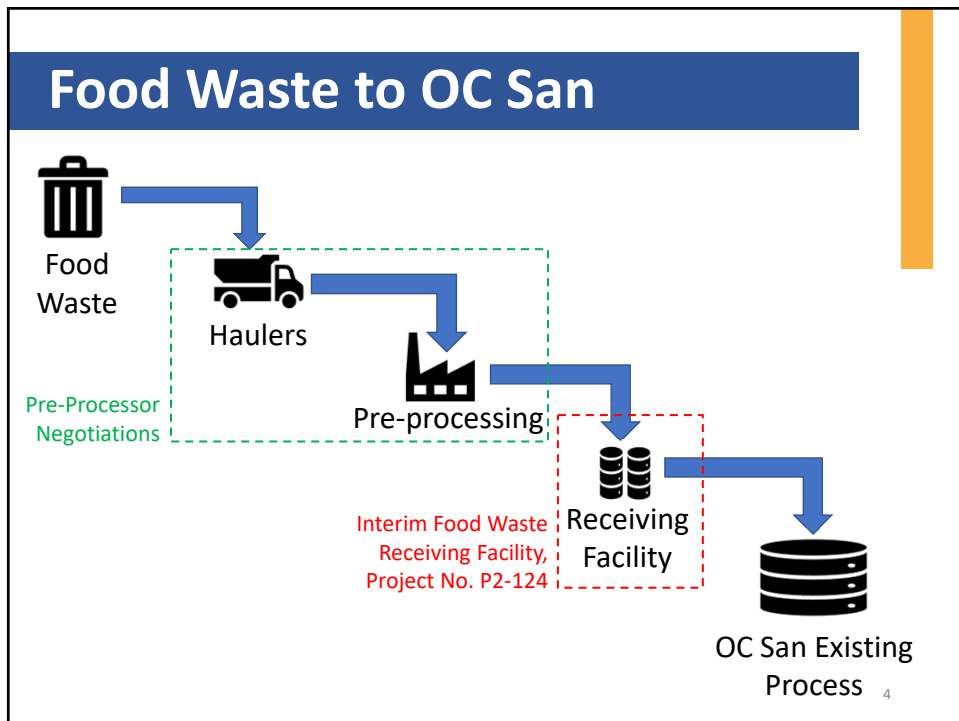 Food Waste to OC San
Food
Waste
Haulers
Pre-processing
Pre-Processor
Negotiations
Receiving
Facility
Interim Food Waste
Receiving Facility,
Project No. P2-124
OC San Existing
Process
4